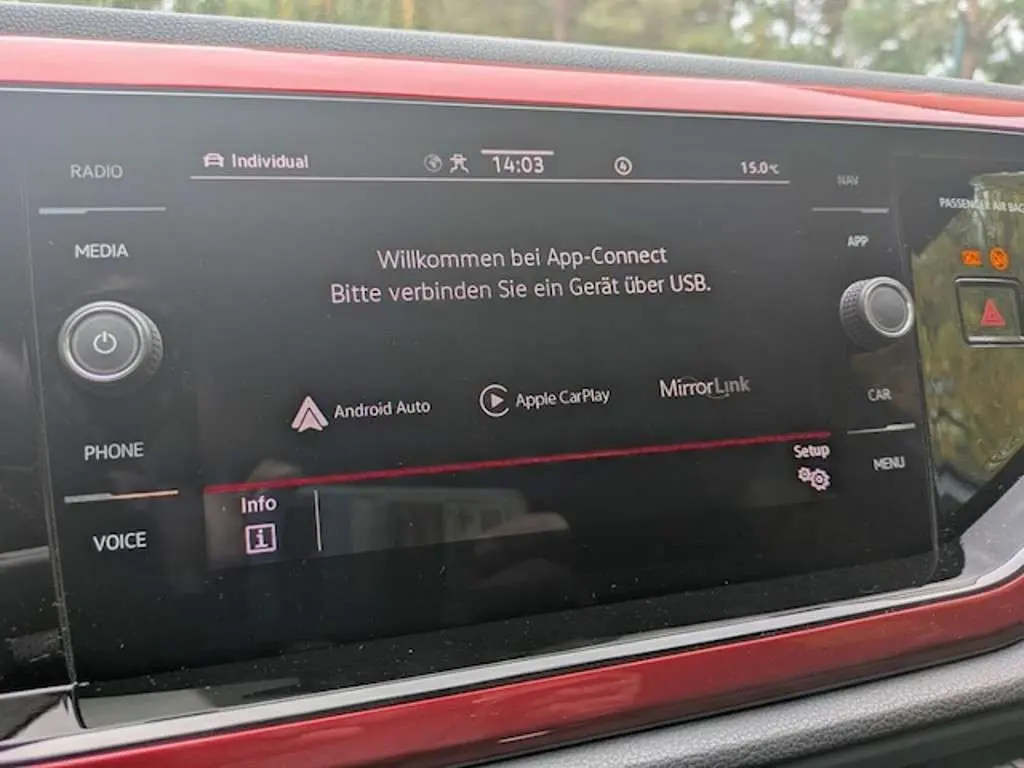 RADIO
Individual
14:03
4
15.0°C
NAV
PASSENGER AIR BAG
MEDIA
APP
Willkommen bei App-Connect
Bitte verbinden Sie ein Gerät über USB.
Android Auto
Apple CarPlay
MirrorLink
CAR
PHONE
Setup
MENU
Info
VOICE